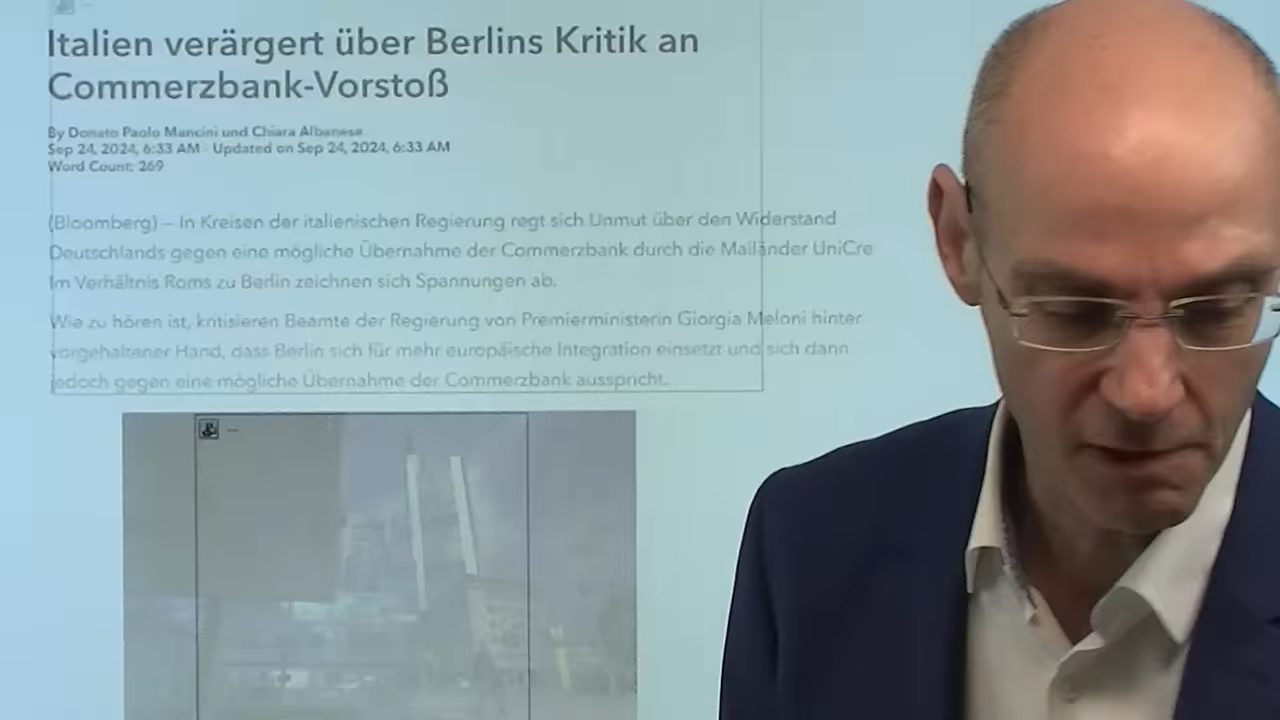 Italien verärgert über Berlins Kritik an
Commerzbank-Vorstoß
By Donato Paolo Mancini und Chiara Albanese
Sep 24, 2024, 6:33 AM · Updated on Sep 24, 2024, 6:33 AM
Word Count: 269
(Bloomberg) – In Kreisen der italienischen Regierung regt sich Unmut über den Widerstand
Deutschlands gegen eine mögliche Übernahme der Commerzbank durch die Mailänder UniCre
Im Verhältnis Roms zu Berlin zeichnen sich Spannungen ab.
Wie zu hören ist, kritisieren Beamte der Regierung von Premierministerin Giorgia Meloni hinter
vorgehaltener Hand, dass Berlin sich für mehr europäische Integration einsetzt und sich dann
jedoch gegen eine mögliche Übernahme der Commerzbank ausspricht.